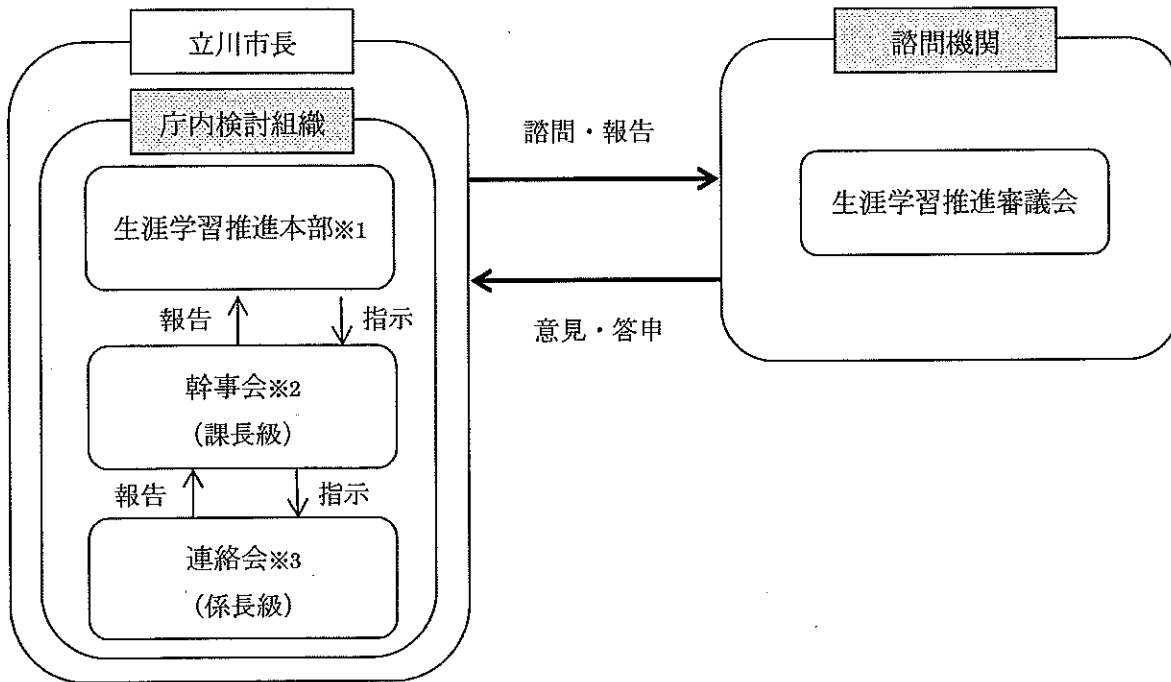 立川市長
庁内検討組織
生涯学習推進本部※1
報告
指示
幹事会※2
(課長級)
報告
指示
連絡会※3
(係長級)
諮問・報告
意見・答申
諮問機関
生涯学習推進審議会